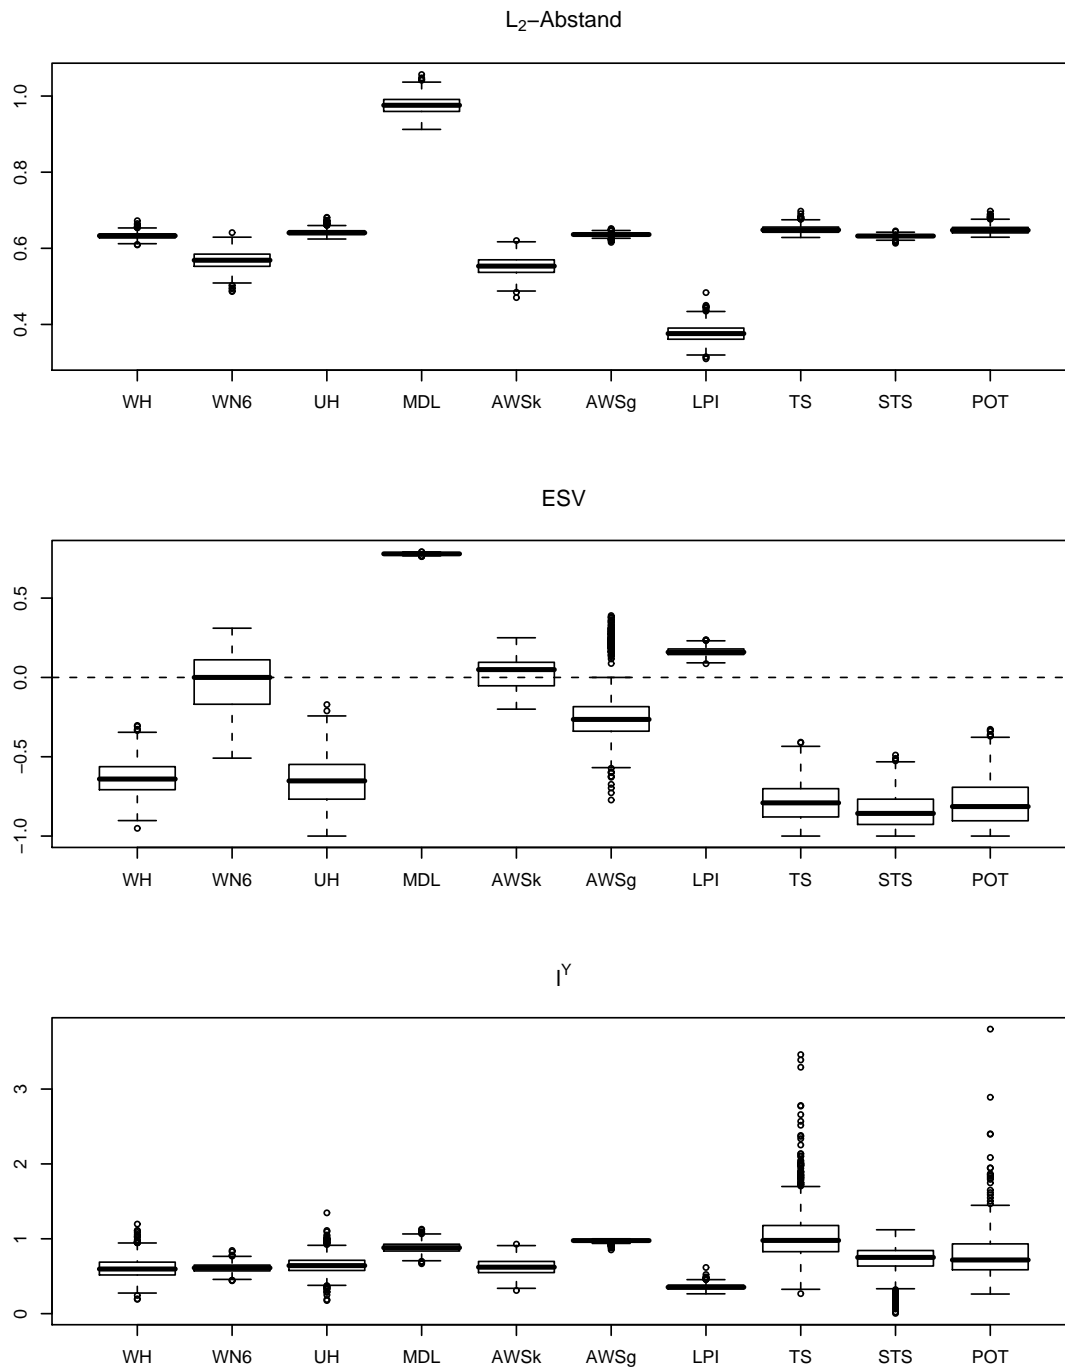 L₂−Abstand
1.0
0.8
0.6
0.4
WH WN6 UH MDL AWSk AWSg LPI TS STS POT
ESV
0.5
0.0
−0.5
−1.0
WH WN6 UH MDL AWSk AWSg LPI TS STS POT
Iʸ
3
2
1
0
WH WN6 UH MDL AWSk AWSg LPI TS STS POT